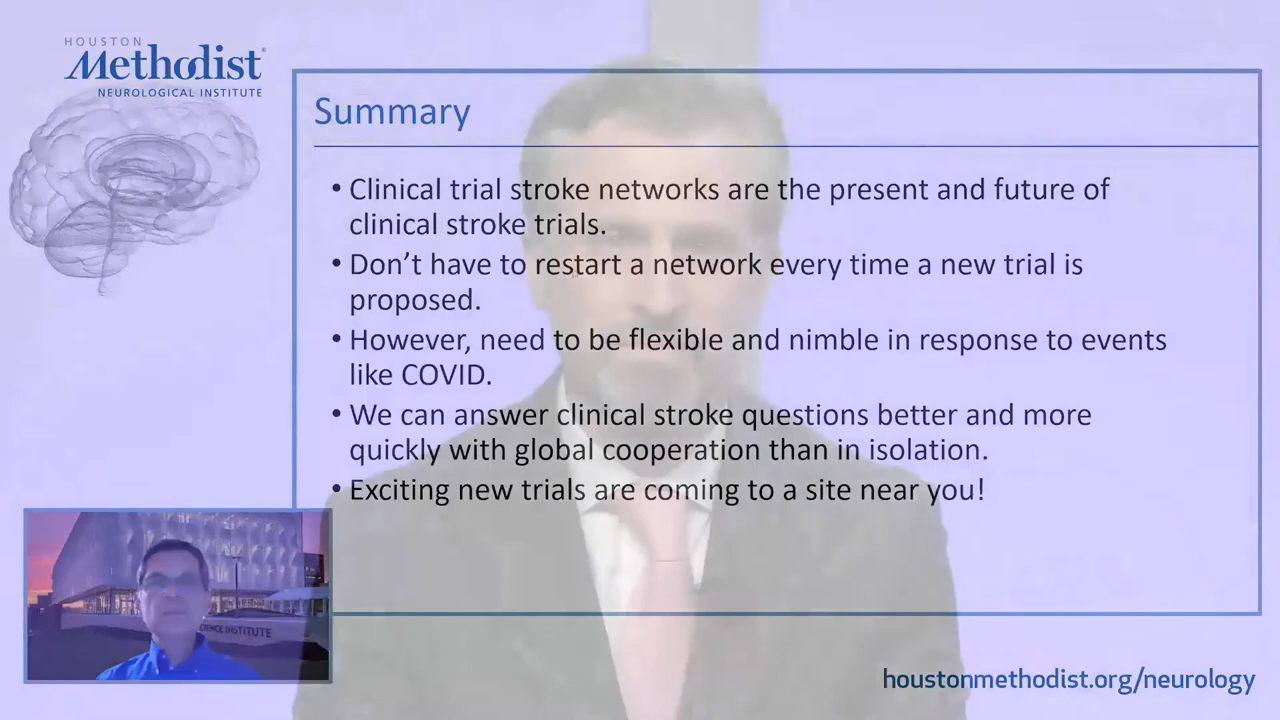 HOUSTON
Methodist
NEUROLOGICAL INSTITUTE
Summary
• Clinical trial stroke networks are the present and future of
clinical stroke trials.
• Don’t have to restart a network every time a new trial is
proposed.
• However, need to be flexible and nimble in response to events
like COVID.
• We can answer clinical stroke questions better and more
quickly with global cooperation than in isolation.
• Exciting new trials are coming to a site near you!
INSTITUTE
houstonmethodist.org/neurology